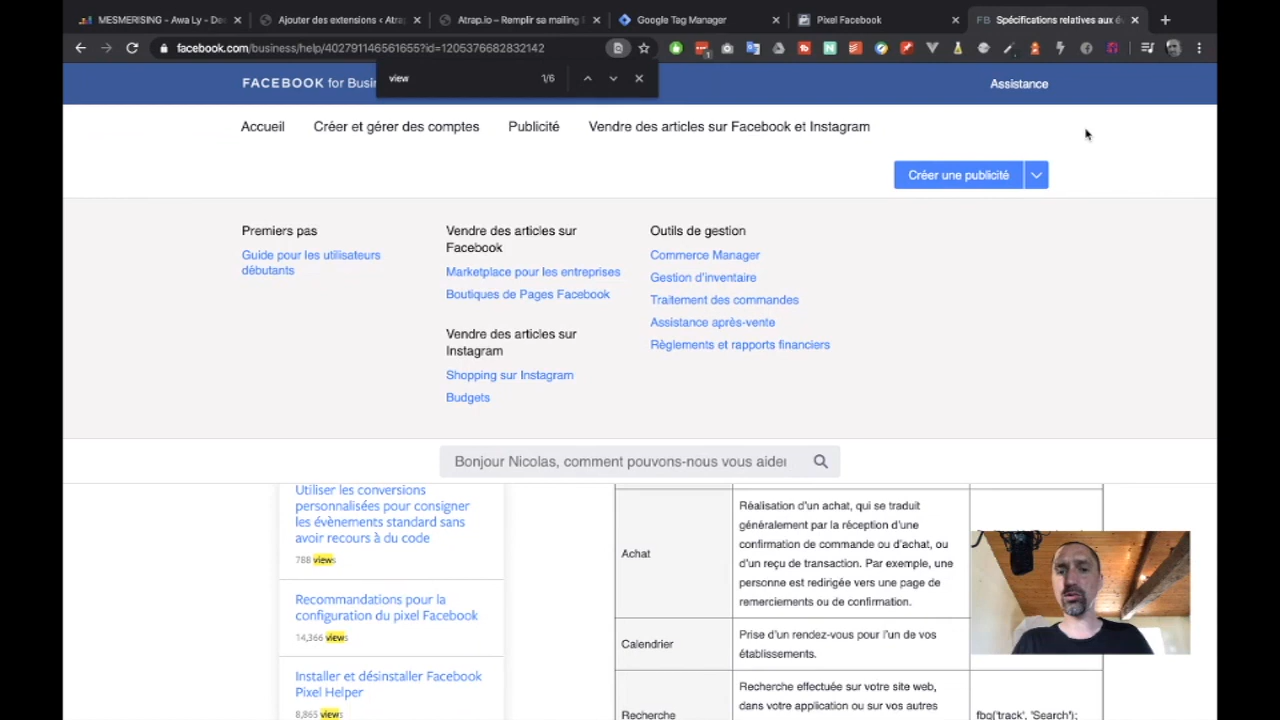 MESMERISING - Awa Ly - De
Ajouter des extensions ‹ Atrap
Atrap.io – Remplir sa mailing
Google Tag Manager
Pixel Facebook
FB Spécifications relatives aux é
facebook.com/business/help/402791146561655?id=1205376682832142
view
1/6
FACEBOOK for Busi
Assistance
Accueil
Créer et gérer des comptes
Publicité
Vendre des articles sur Facebook et Instagram
Créer une publicité
Premiers pas
Guide pour les utilisateurs
débutants
Vendre des articles sur
Facebook
Marketplace pour les entreprises
Boutiques de Pages Facebook
Vendre des articles sur
Instagram
Shopping sur Instagram
Budgets
Outils de gestion
Commerce Manager
Gestion d'inventaire
Traitement des commandes
Assistance après-vente
Règlements et rapports financiers
Bonjour Nicolas, comment pouvons-nous vous aider
Utiliser les conversions
personnalisées pour consigner
les évènements standard sans
avoir recours à du code
788 views
Recommandations pour la
configuration du pixel Facebook
14,366 views
Installer et désinstaller Facebook
Pixel Helper
8,865 views
Achat
Réalisation d'un achat, qui se traduit
généralement par la réception d'une
confirmation de commande ou d'achat, ou
d'un reçu de transaction. Par exemple, une
personne est redirigée vers une page de
remerciements ou de confirmation.
Calendrier
Prise d'un rendez-vous pour l'un de vos
établissements.
Recherche
Recherche effectuée sur votre site web,
dans votre application ou sur vos autres
fbq('track', 'Search');